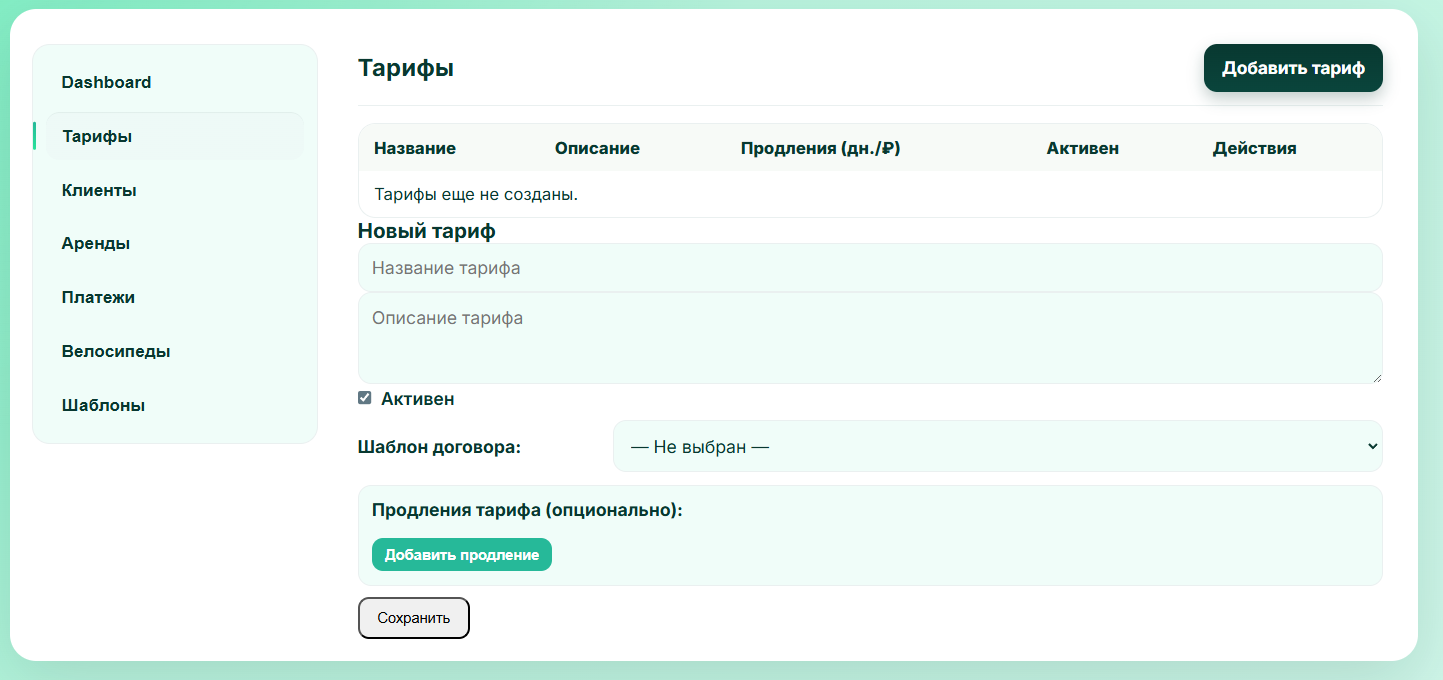 Dashboard
Тарифы
Клиенты
Аренды
Платежи
Велосипеды
Шаблоны
Тарифы
Добавить тариф
Название Описание Продления (дн./₽) Активен Действия
Тарифы еще не созданы.
Новый тариф
Название тарифа
Описание тарифа
Активен
Шаблон договора: — Не выбран —
Продления тарифа (опционально):
Добавить продление
Сохранить